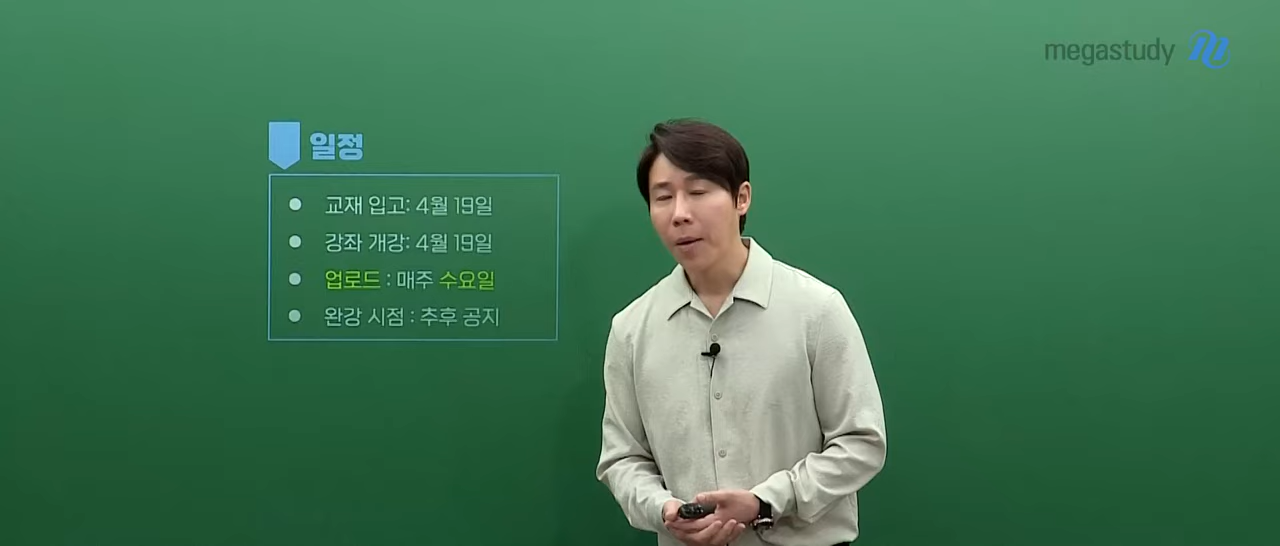 megastudy
일정
교재 입고: 4월 19일
강좌 개강: 4월 19일
업로드 : 매주 수요일
완강 시점 : 추후 공지